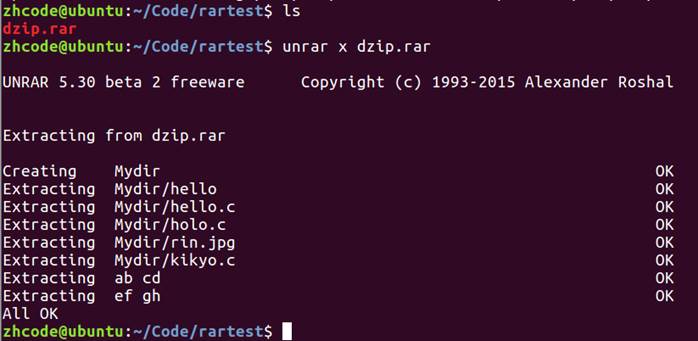 zhcode@ubuntu:~/Code/rartest$ ls
dzip.rar
zhcode@ubuntu:~/Code/rartest$ unrar x dzip.rar
UNRAR 5.30 beta 2 freeware      Copyright (c) 1993-2015 Alexander Roshal
Extracting from dzip.rar
Creating    Mydir                                                     OK
Extracting  Mydir/hello                                               OK
Extracting  Mydir/hello.c                                             OK
Extracting  Mydir/holo.c                                              OK
Extracting  Mydir/rin.jpg                                             OK
Extracting  Mydir/kikyo.c                                             OK
Extracting  ab cd                                                     OK
Extracting  ef gh                                                     OK
All OK
zhcode@ubuntu:~/Code/rartest$